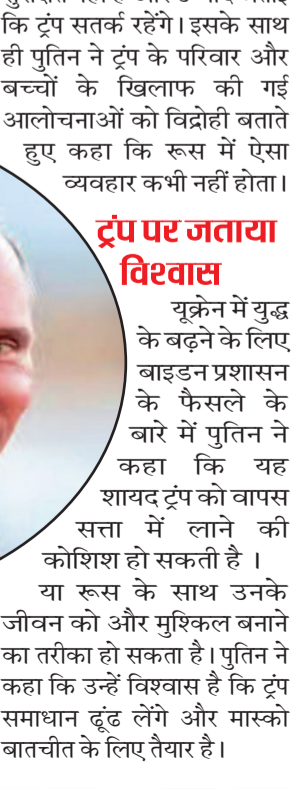 कि ट्रंप सतर्क रहेंगे। इसके साथ
ही पुतिन ने ट्रंप के परिवार और
बच्चों के खिलाफ की गई
आलोचनाओं को विद्रोही बताते
हुए कहा कि रूस में ऐसा
व्यवहार कभी नहीं होता।
ट्रंप पर जताया
विश्वास
यूक्रेन में युद्ध
के बढ़ने के लिए
बाइडन प्रशासन
के फैसले के
बारे में पुतिन ने
कहा कि यह
शायद ट्रंप को वापस
सत्ता में लाने की
कोशिश हो सकती है ।
या रूस के साथ उनके
जीवन को और मुश्किल बनाने
का तरीका हो सकता है। पुतिन ने
कहा कि उन्हें विश्वास है कि ट्रंप
समाधान ढूंढ लेंगे और मास्को
बातचीत के लिए तैयार है।